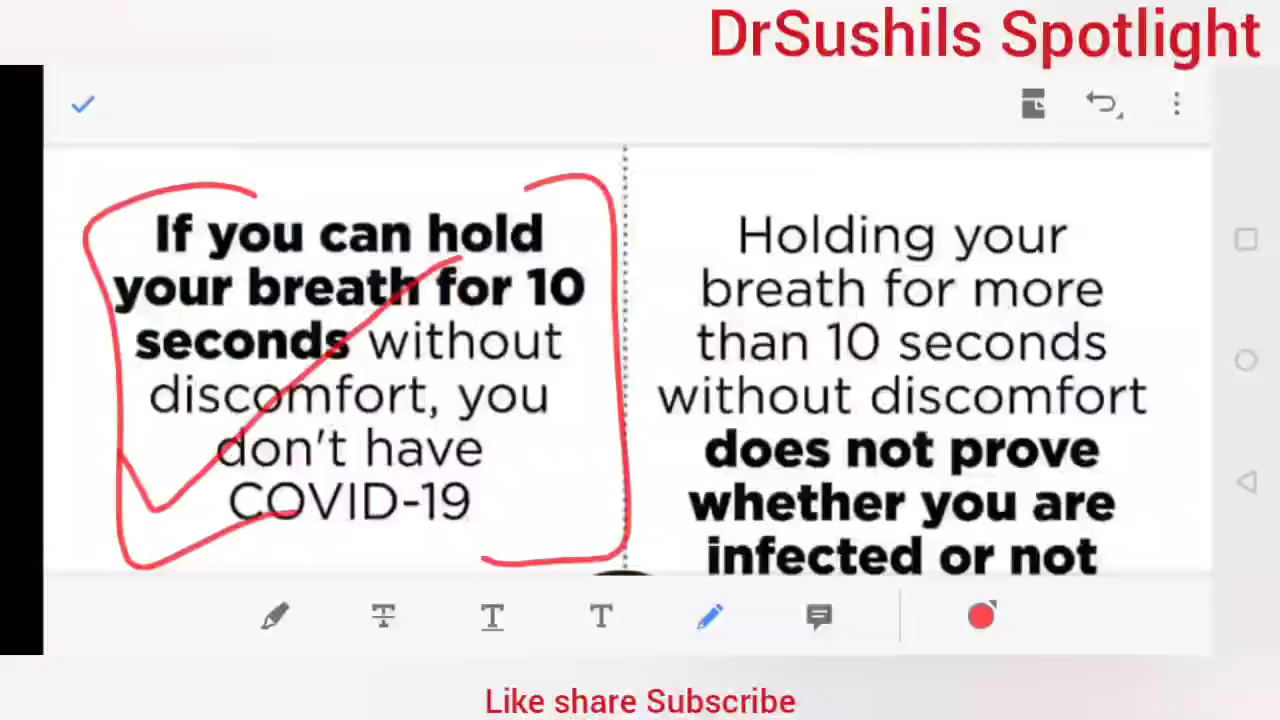 DrSushils Spotlight
If you can hold
your breath for 10
seconds without
discomfort, you
don't have
COVID-19
Holding your
breath for more
than 10 seconds
without discomfort
does not prove
whether you are
infected or not
T
T
T
Like share Subscribe